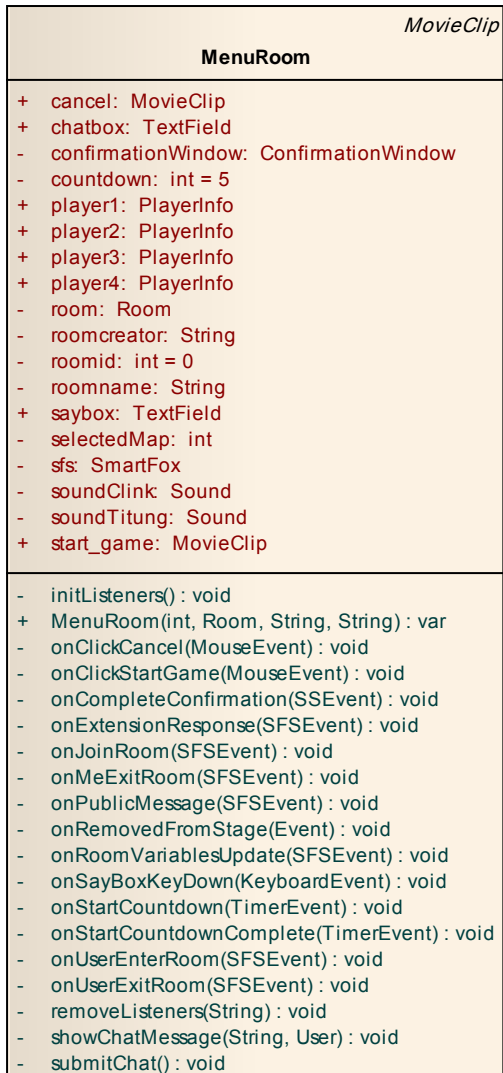 MovieClip
MenuRoom
+ cancel: MovieClip
+ chatbox: TextField
- confirmationWindow: ConfirmationWindow
- countdown: int = 5
+ player1: PlayerInfo
+ player2: PlayerInfo
+ player3: PlayerInfo
+ player4: PlayerInfo
- room: Room
- roomcreator: String
- roomid: int = 0
- roomname: String
+ saybox: TextField
- selectedMap: int
- sfs: SmartFox
- soundClink: Sound
- soundTitung: Sound
+ start_game: MovieClip
- initListeners() : void
+ MenuRoom(int, Room, String, String) : var
- onClickCancel(MouseEvent) : void
- onClickStartGame(MouseEvent) : void
- onCompleteConfirmation(SSEvent) : void
- onExtensionResponse(SFSEvent) : void
- onJoinRoom(SFSEvent) : void
- onMeExitRoom(SFSEvent) : void
- onPublicMessage(SFSEvent) : void
- onRemovedFromStage(Event) : void
- onRoomVariablesUpdate(SFSEvent) : void
- onSayBoxKeyDown(KeyboardEvent) : void
- onStartCountdown(TimerEvent) : void
- onStartCountdownComplete(TimerEvent) : void
- onUserEnterRoom(SFSEvent) : void
- onUserExitRoom(SFSEvent) : void
- removeListeners(String) : void
- showChatMessage(String, User) : void
- submitChat() : void